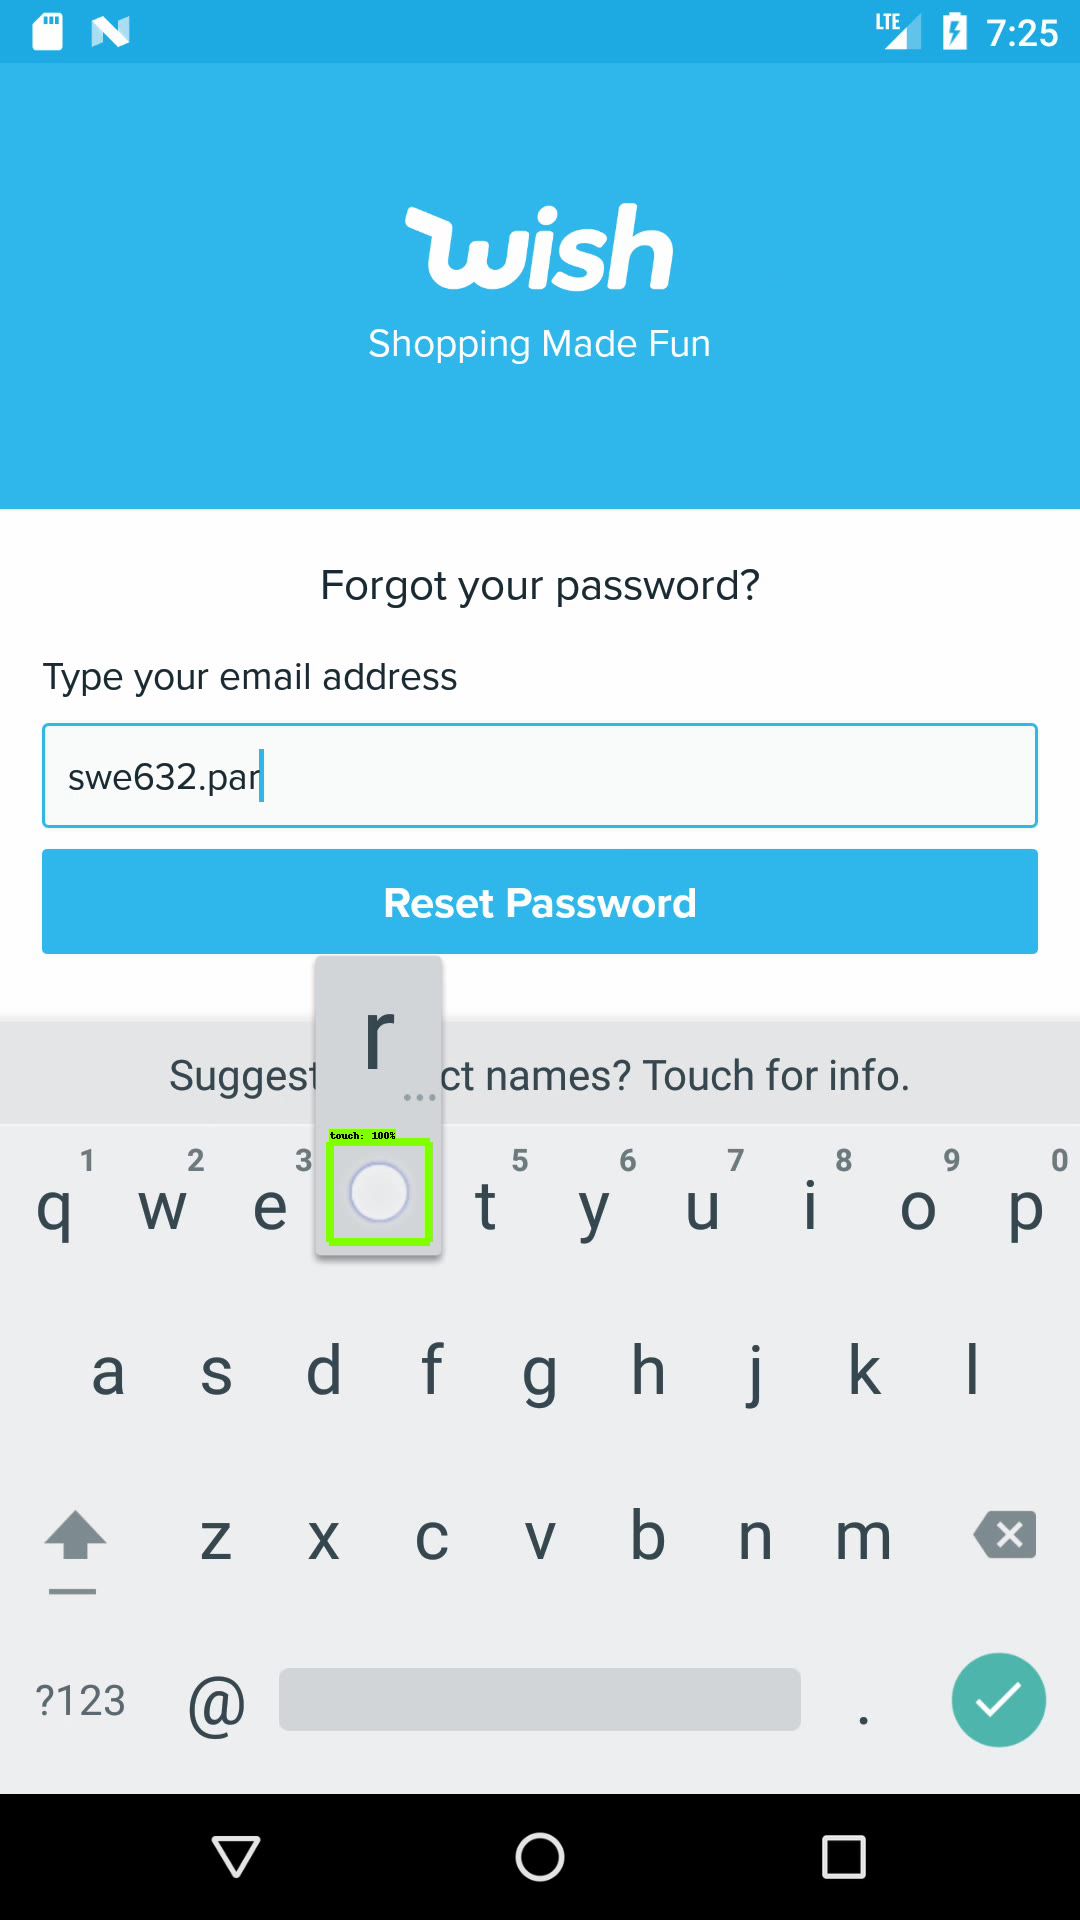 LTE 7:25
wish
Shopping Made Fun
Forgot your password?
Type your email address
swe632.par
Reset Password
r
...
Suggest ct names? Touch for info.
touch: 100%
1 2 3 5 6 7 8 9 0
q w e t y u i o p
a s d f g h j k l
z x c v b n m
?123 @ .